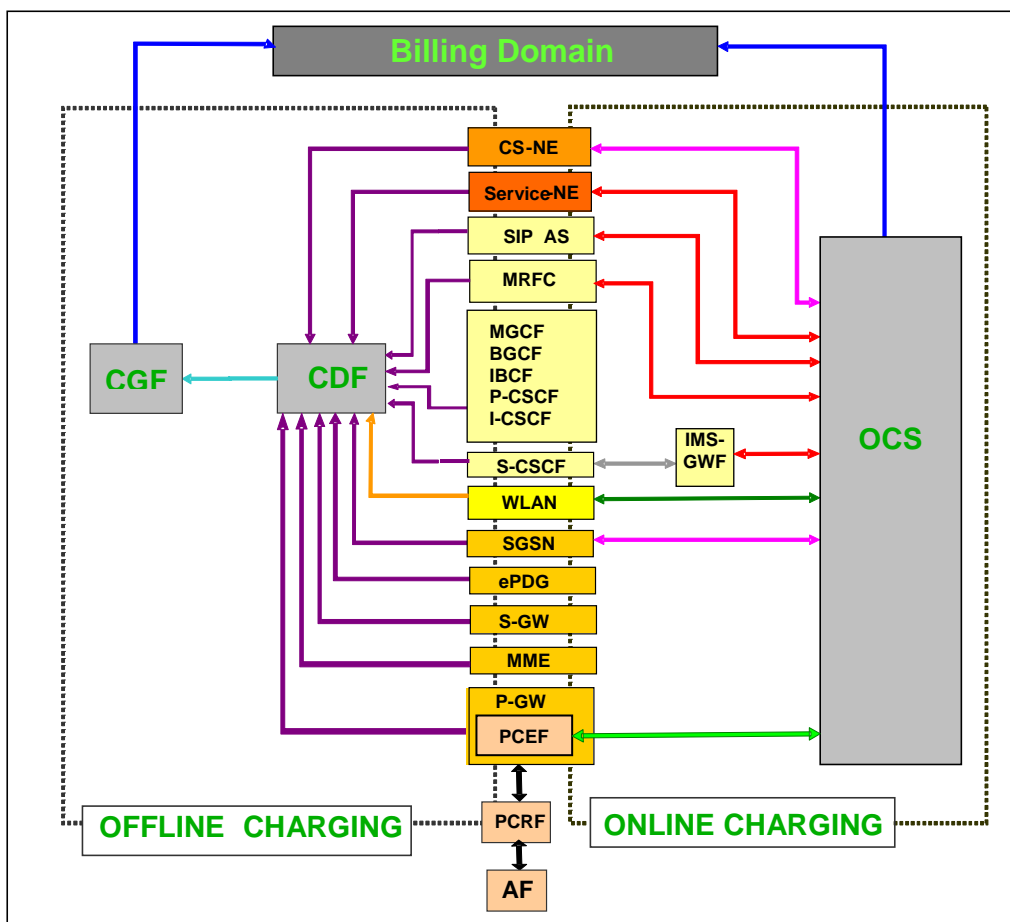 Billing Domain
CS-NE
Service-NE
SIP AS
MRFC
MGCF
BGCF
IBCF
P-CSCF
I-CSCF
CGF
CDF
OCS
IMS-
GWF
S-CSCF
WLAN
SGSN
ePDG
S-GW
MME
P-GW
PCEF
OFFLINE CHARGING
PCRF
ONLINE CHARGING
AF